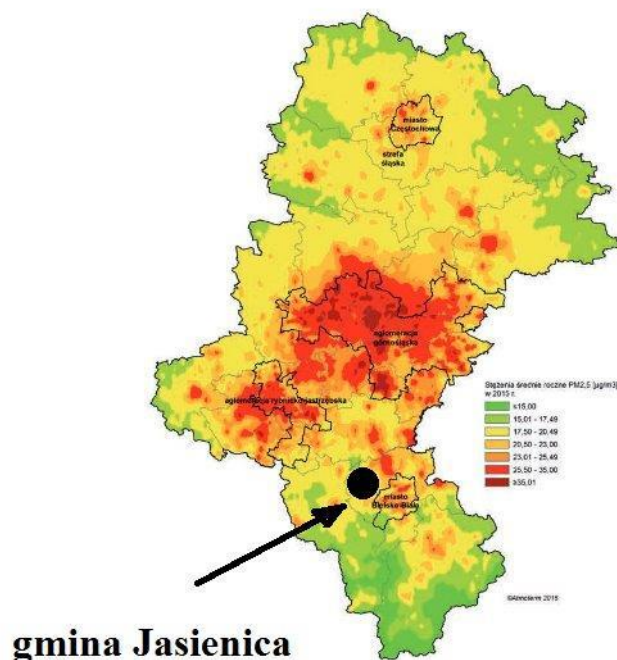 miasto
Częstochowa
strefa
śląska
aglomeracja
górnośląska
aglomeracja rybnicko-jastrzębska
Stężenia średnie roczne PM2,5 [µg/m3]
w 2015 r.
≤15,00
15,01 - 17,49
17,50 - 20,49
20,50 - 23,00
23,01 - 25,49
25,50 - 35,00
≥35,01
miasto
Bielsko-Biała
©Atmoterm 2016
gmina Jasienica